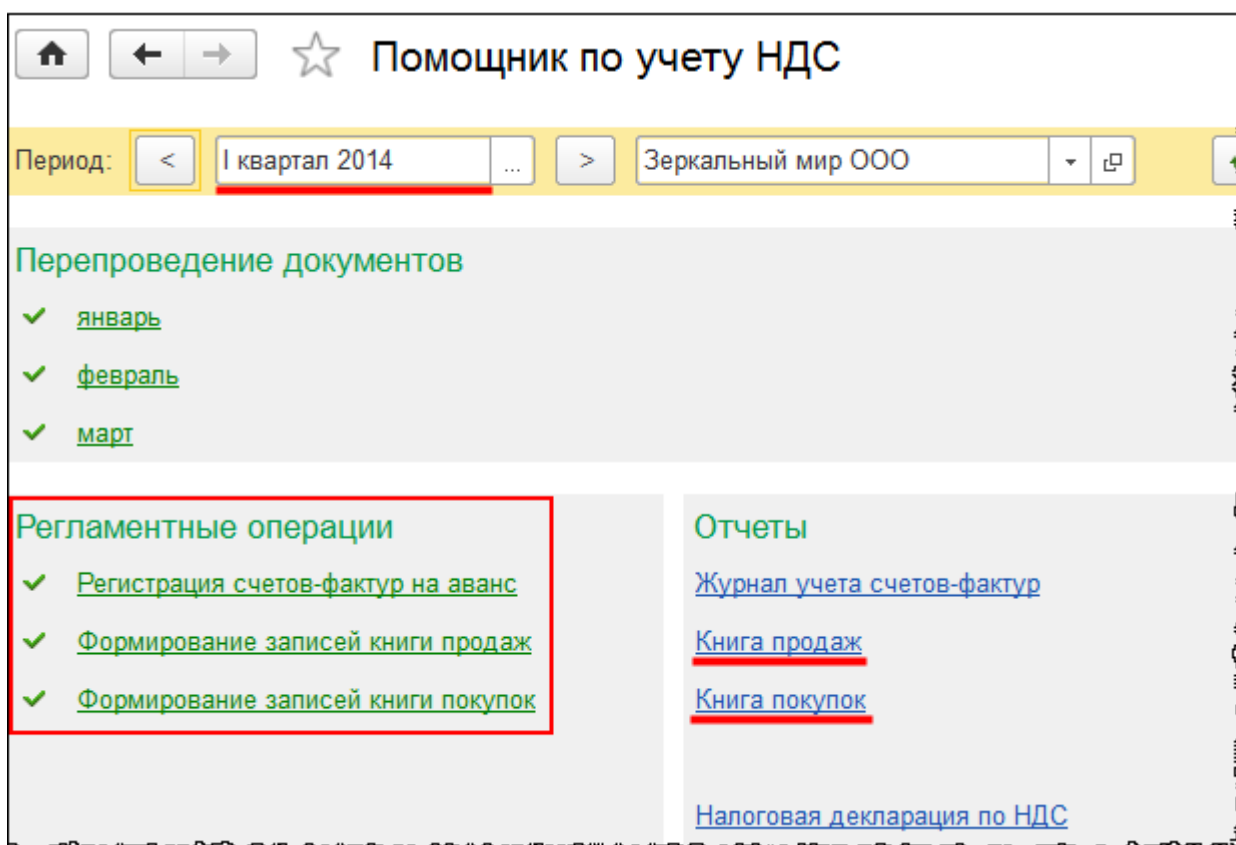 Помощник по учету НДС
Период: < I квартал 2014 ... > Зеркальный мир ООО
Перепроведение документов
январь
февраль
март
Регламентные операции
Регистрация счетов-фактур на аванс
Формирование записей книги продаж
Формирование записей книги покупок
Отчеты
Журнал учета счетов-фактур
Книга продаж
Книга покупок
Налоговая декларация по НДС